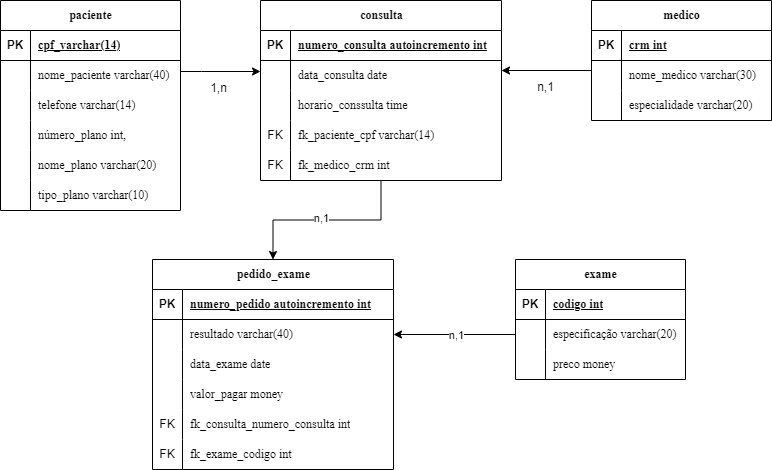 paciente
PK cpf_varchar(14)
nome_paciente varchar(40)
telefone varchar(14)
número_plano int,
nome_plano varchar(20)
tipo_plano varchar(10)
1,n
consulta
PK numero_consulta autoincremento int
data_consulta date
horario_conssulta time
FK fk_paciente_cpf varchar(14)
FK fk_medico_crm int
n,1
medico
PK crm int
nome_medico varchar(30)
especialidade varchar(20)
n,1
pedido_exame
PK numero_pedido autoincremento int
resultado varchar(40)
data_exame date
valor_pagar money
FK fk_consulta_numero_consulta int
FK fk_exame_codigo int
n,1
exame
PK codigo int
especificação varchar(20)
preco money